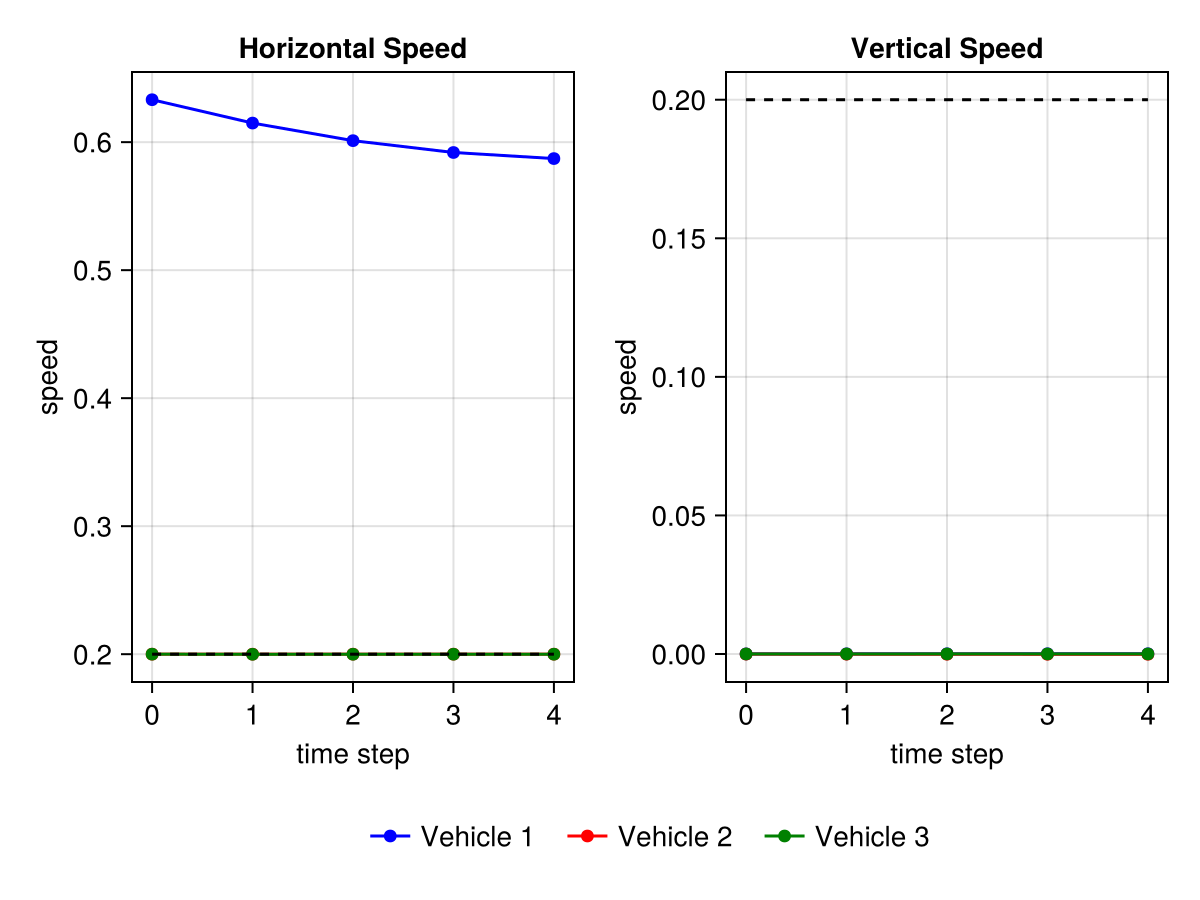 Horizontal Speed
0.6
0.5
0.4
0.3
0.2
speed
0 1 2 3 4
time step
Vertical Speed
0.20
0.15
0.10
0.05
0.00
speed
0 1 2 3 4
time step
Vehicle 1 Vehicle 2 Vehicle 3